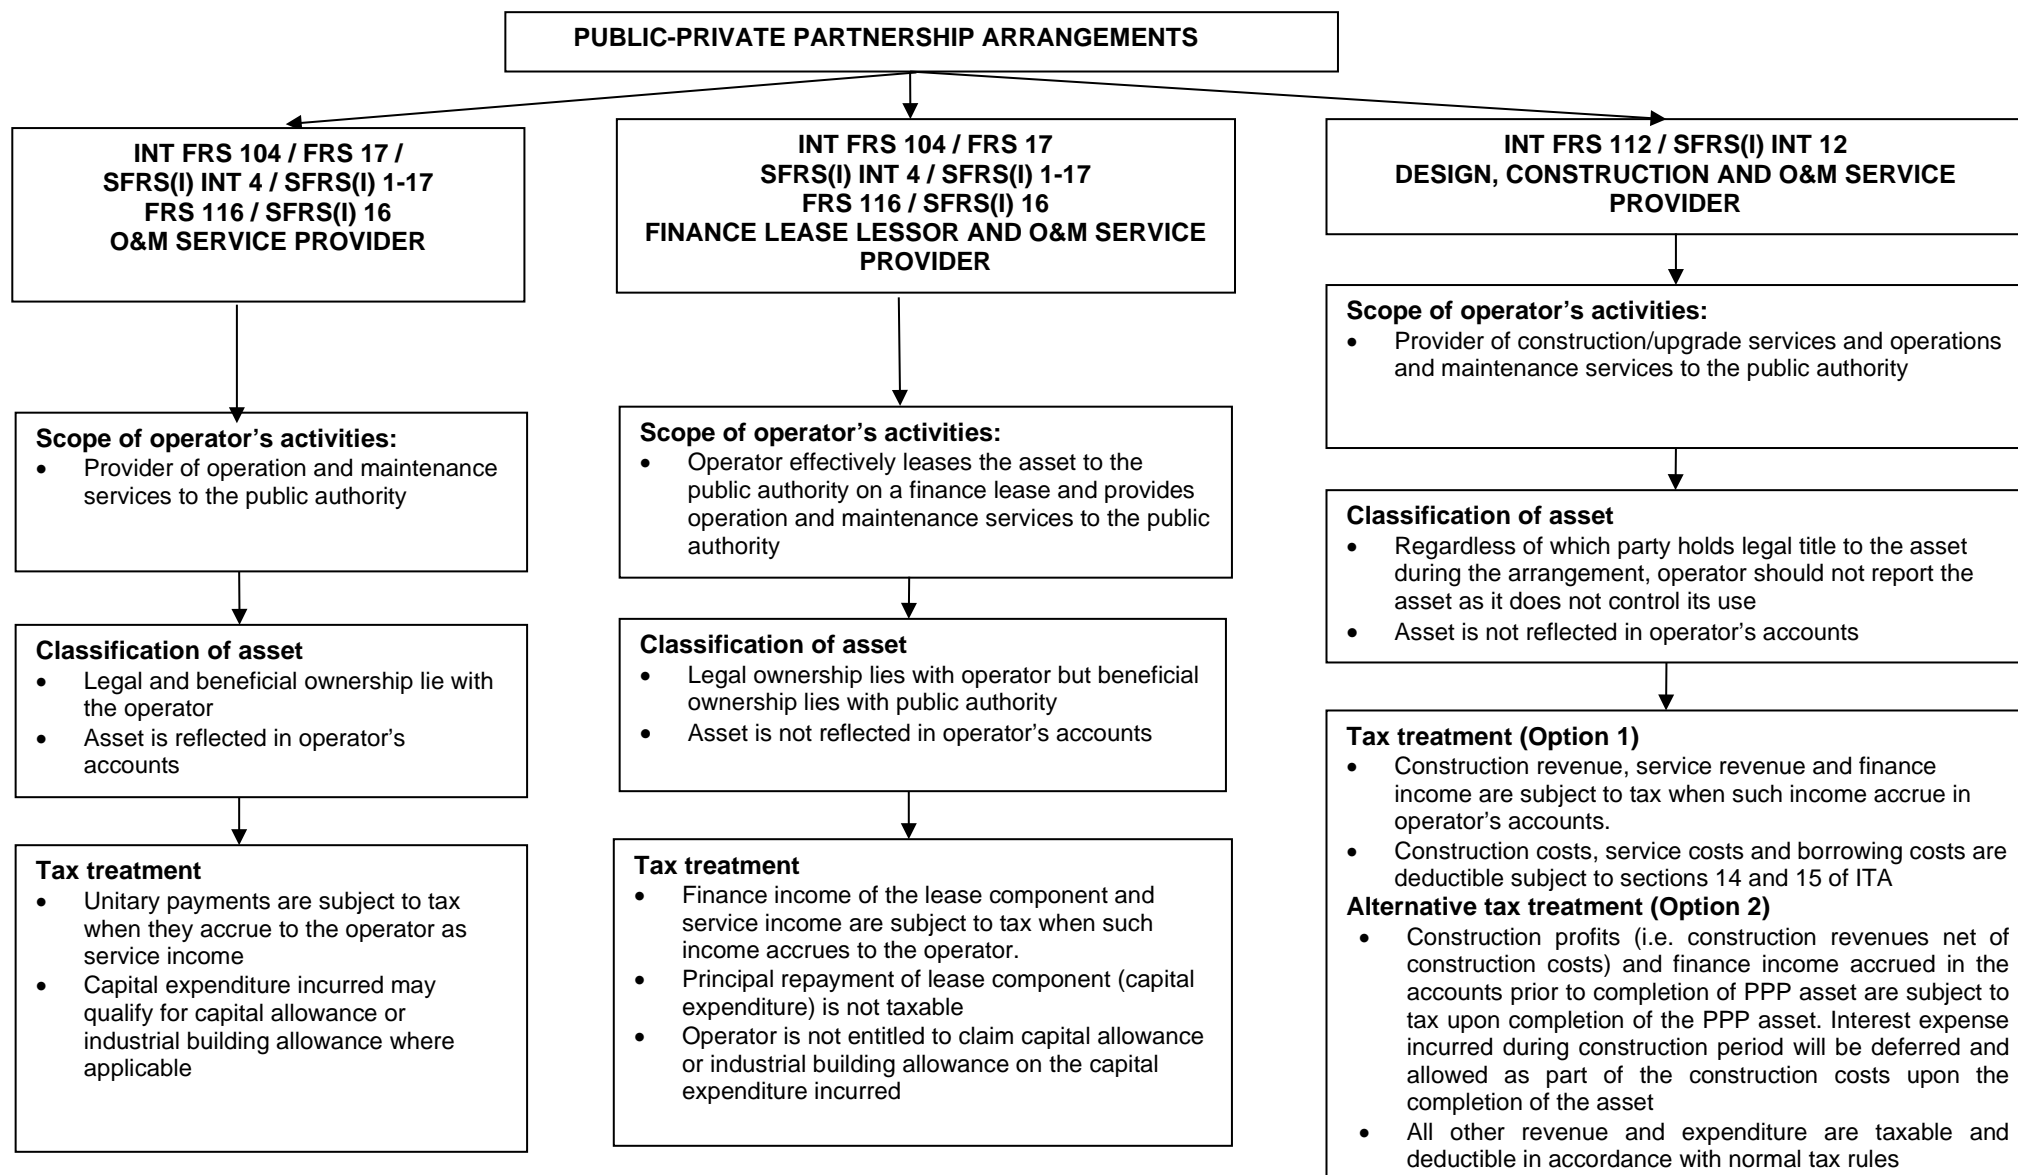 PUBLIC-PRIVATE PARTNERSHIP ARRANGEMENTS
INT FRS 104 / FRS 17 /
SFRS(I) INT 4 / SFRS(I) 1-17
FRS 116 / SFRS(I) 16
O&M SERVICE PROVIDER
Scope of operator’s activities:
• Provider of operation and maintenance
services to the public authority
Classification of asset
• Legal and beneficial ownership lie with
the operator
• Asset is reflected in operator’s
accounts
Tax treatment
• Unitary payments are subject to tax
when they accrue to the operator as
service income
• Capital expenditure incurred may
qualify for capital allowance or
industrial building allowance where
applicable
INT FRS 104 / FRS 17
SFRS(I) INT 4 / SFRS(I) 1-17
FRS 116 / SFRS(I) 16
FINANCE LEASE LESSOR AND O&M SERVICE
PROVIDER
Scope of operator’s activities:
• Operator effectively leases the asset to the
public authority on a finance lease and provides
operation and maintenance services to the public
authority
Classification of asset
• Legal ownership lies with operator but beneficial
ownership lies with public authority
• Asset is not reflected in operator’s accounts
Tax treatment
• Finance income of the lease component and
service income are subject to tax when such
income accrues to the operator.
• Principal repayment of lease component (capital
expenditure) is not taxable
• Operator is not entitled to claim capital allowance
or industrial building allowance on the capital
expenditure incurred
INT FRS 112 / SFRS(I) INT 12
DESIGN, CONSTRUCTION AND O&M SERVICE
PROVIDER
Scope of operator’s activities:
• Provider of construction/upgrade services and operations
and maintenance services to the public authority
Classification of asset
• Regardless of which party holds legal title to the asset
during the arrangement, operator should not report the
asset as it does not control its use
• Asset is not reflected in operator’s accounts
Tax treatment (Option 1)
• Construction revenue, service revenue and finance
income are subject to tax when such income accrue in
operator’s accounts.
• Construction costs, service costs and borrowing costs are
deductible subject to sections 14 and 15 of ITA
Alternative tax treatment (Option 2)
• Construction profits (i.e. construction revenues net of
construction costs) and finance income accrued in the
accounts prior to completion of PPP asset are subject to
tax upon completion of the PPP asset. Interest expense
incurred during construction period will be deferred and
allowed as part of the construction costs upon the
completion of the asset
• All other revenue and expenditure are taxable and
deductible in accordance with normal tax rules